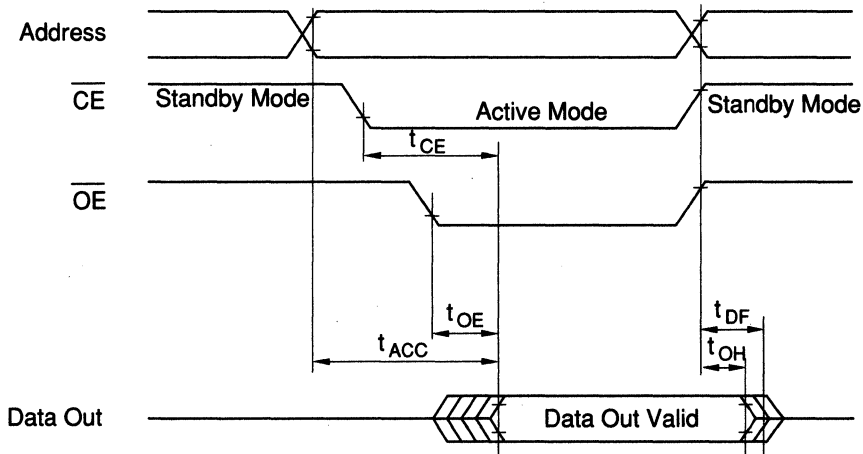 Address
CE
Standby Mode
Active Mode
Standby Mode
tCE
OE
tOE
tDF
tACC
tOH
Data Out
Data Out Valid